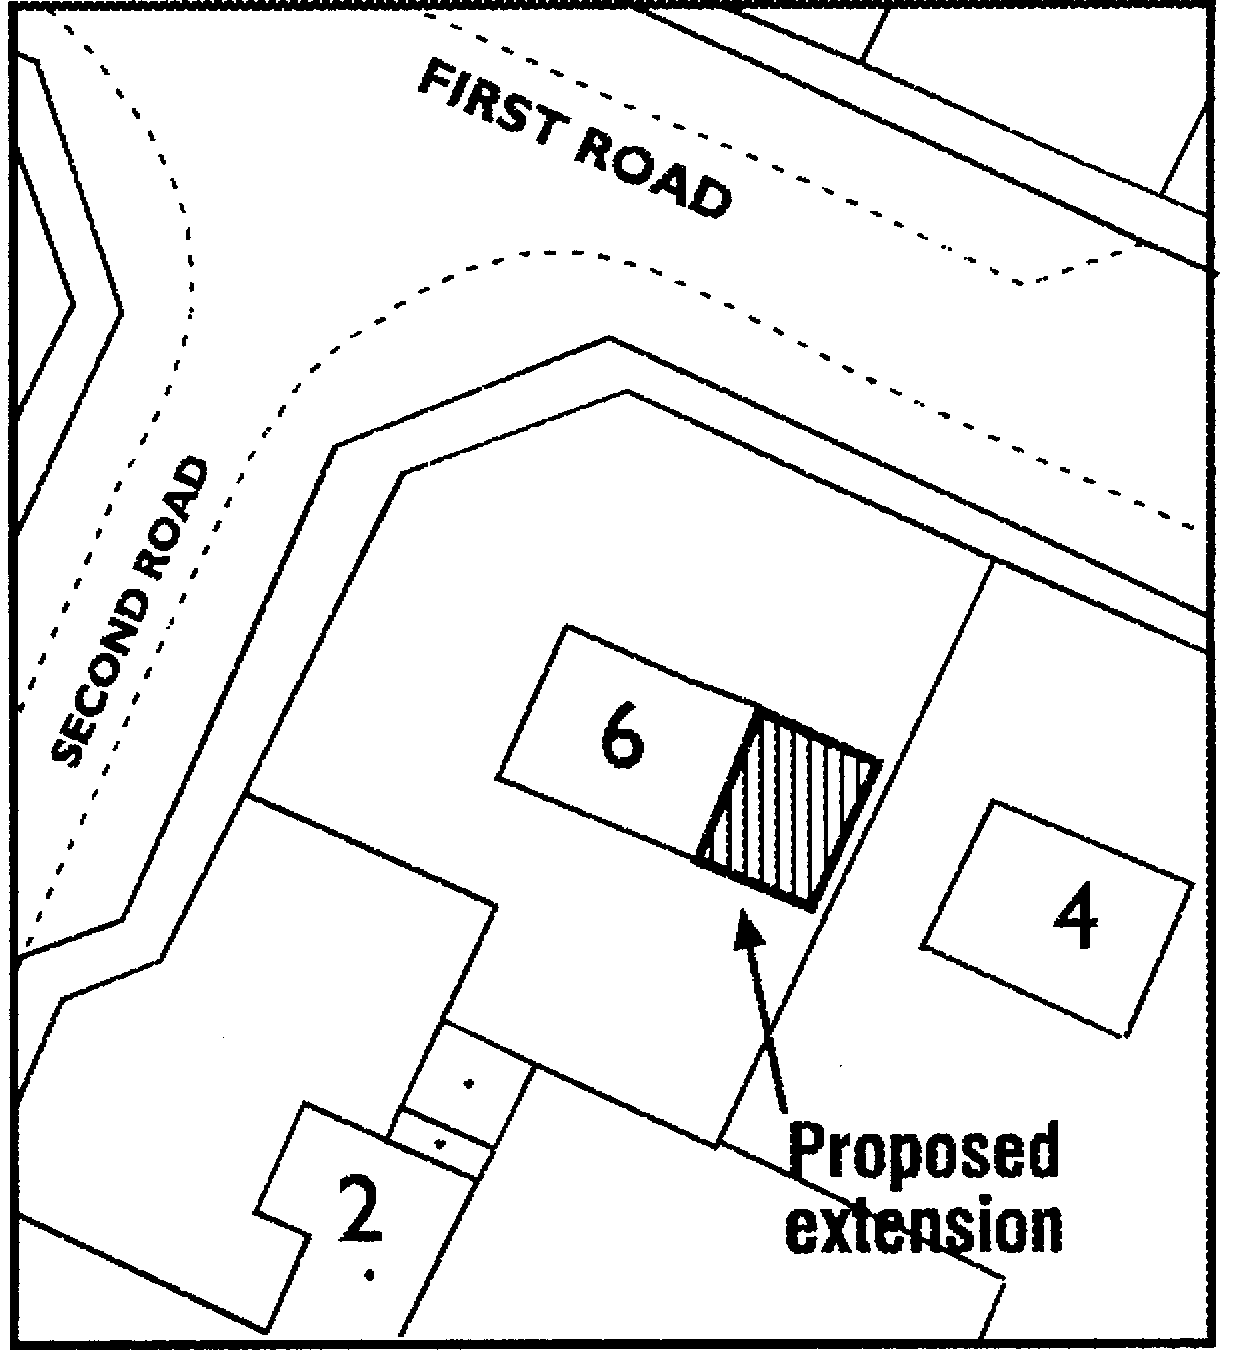 FIRST ROAD
SECOND ROAD
6
4
2
Proposed
extension